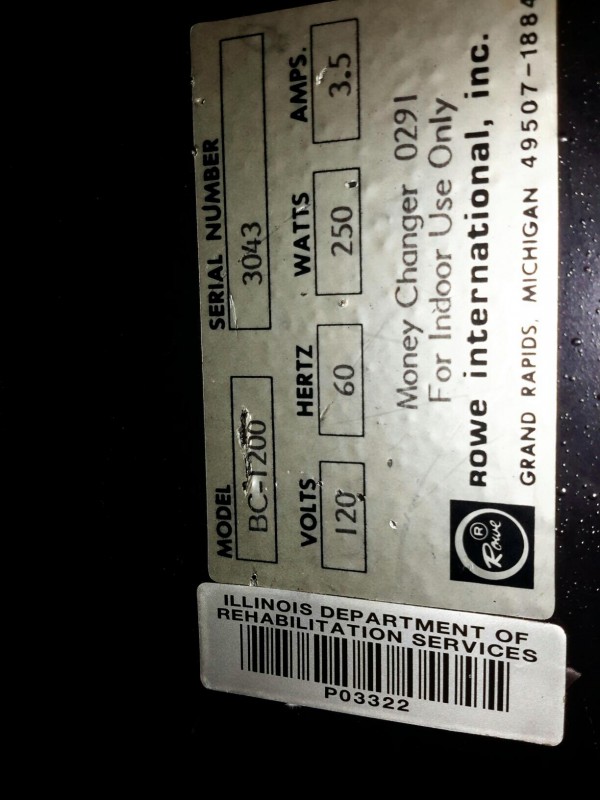 MODEL SERIAL NUMBER
BC-1200 3043
VOLTS HERTZ WATTS AMPS.
120 60 250 3.5
Money Changer 0291
For Indoor Use Only
Rowe ®
Rowe international, inc.
GRAND RAPIDS, MICHIGAN 49507-1884
ILLINOIS DEPARTMENT OF
REHABILITATION SERVICES
P03322